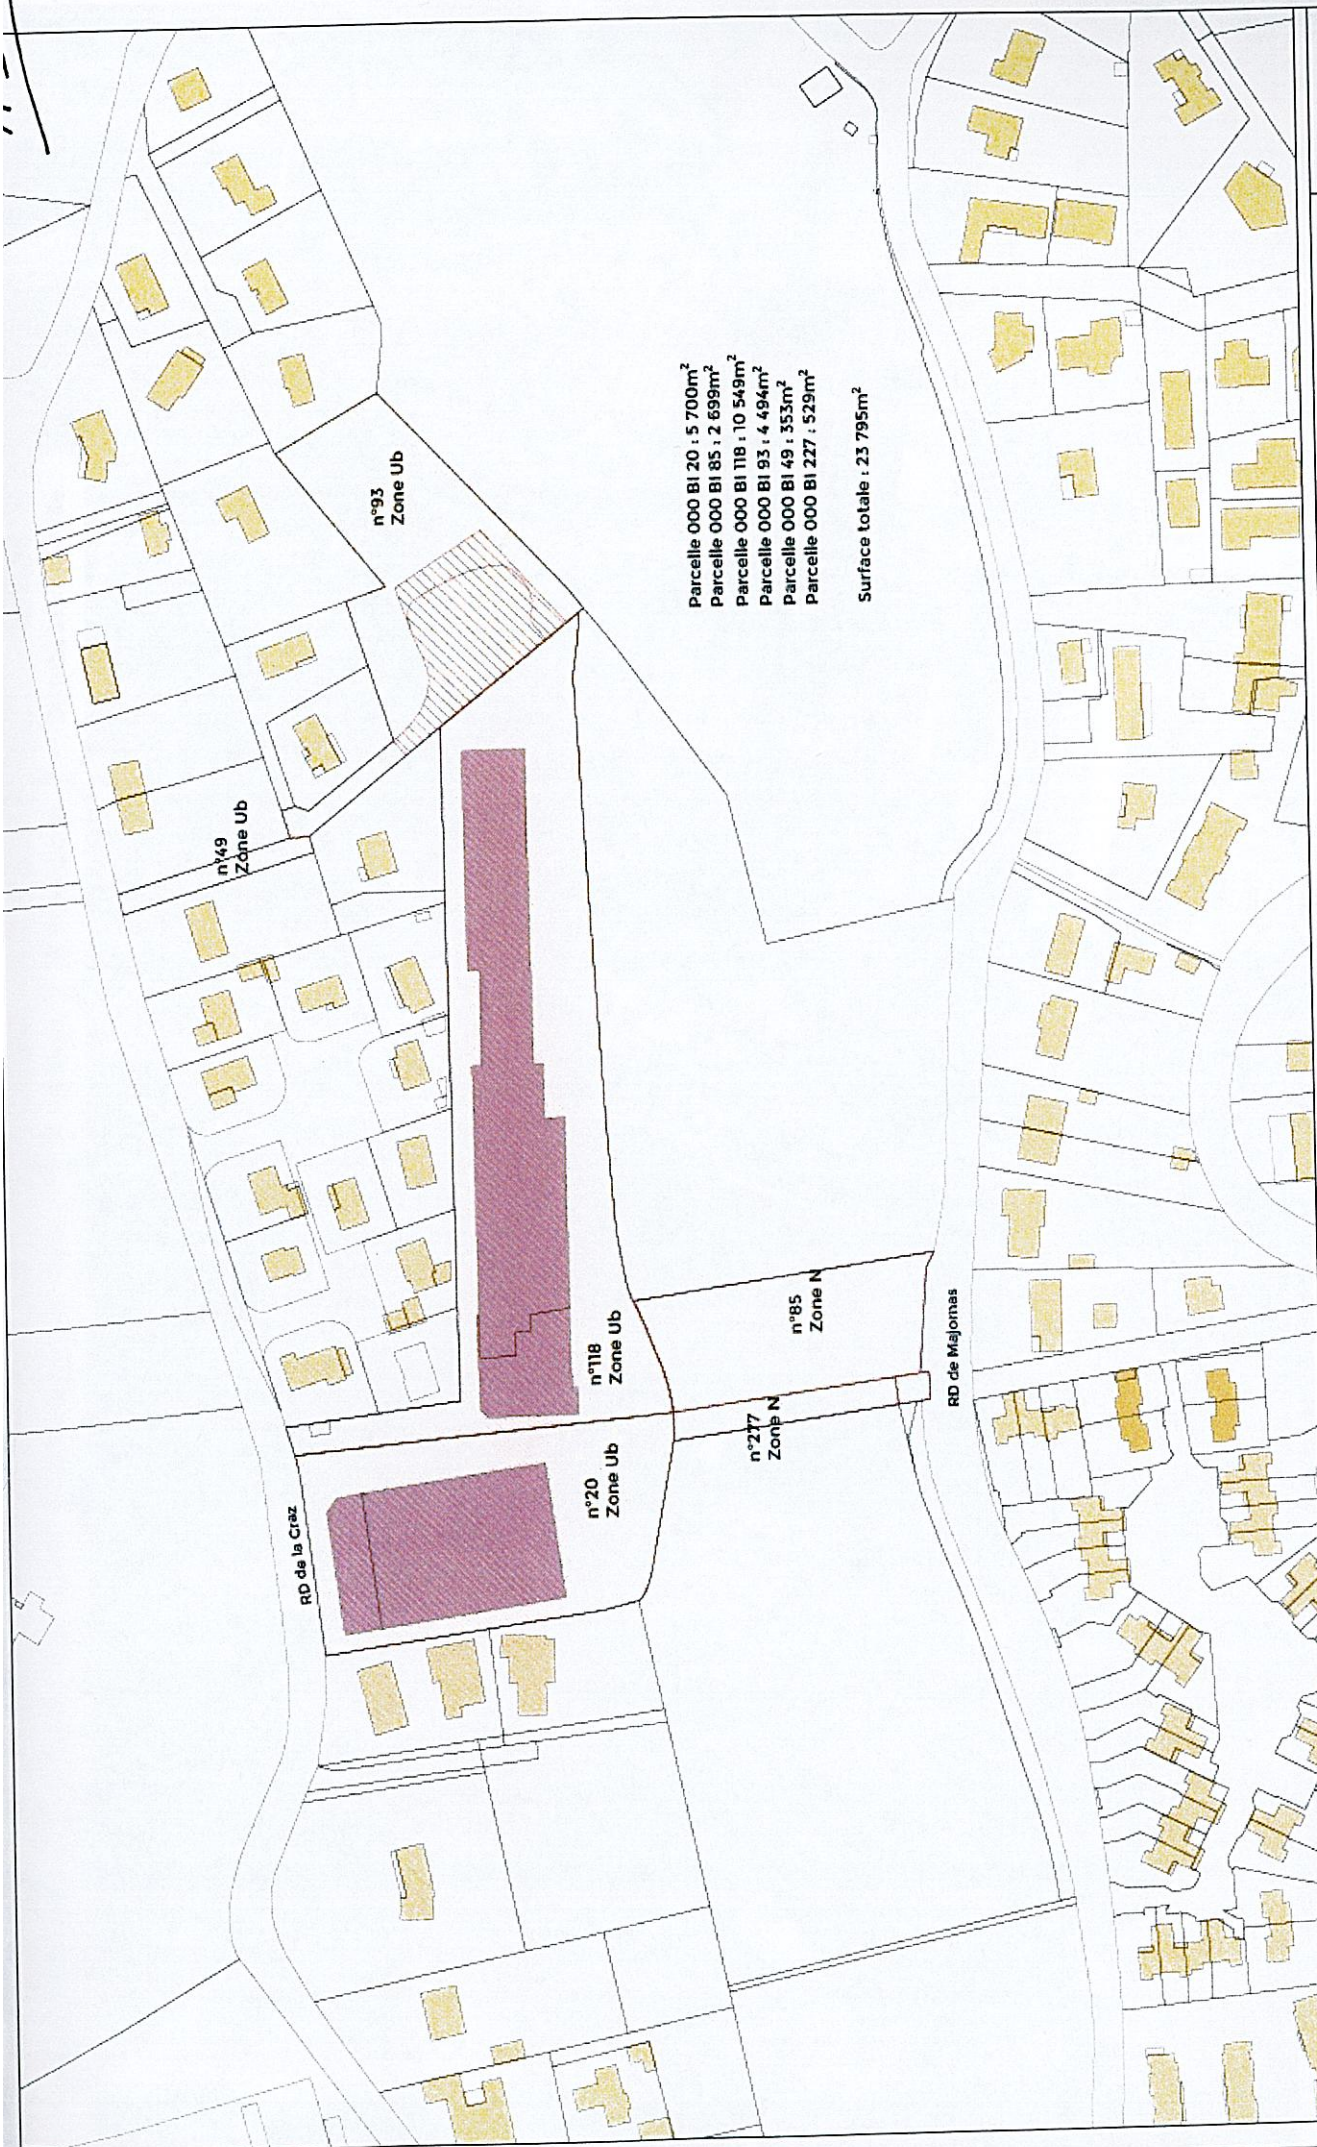 n°93
Zone Ub
n°49
Zone Ub
Parcelle 000 BI 20 : 5 700m²
Parcelle 000 BI 85 : 2 699m²
Parcelle 000 BI 118 : 10 549m²
Parcelle 000 BI 93 : 4 494m²
Parcelle 000 BI 49 : 353m²
Parcelle 000 BI 227 : 529m²
Surface totale : 23 795m²
n°118
Zone Ub
n°85
Zone N
n°277
Zone N
RD de Majornas
n°20
Zone Ub
RD de la Craz